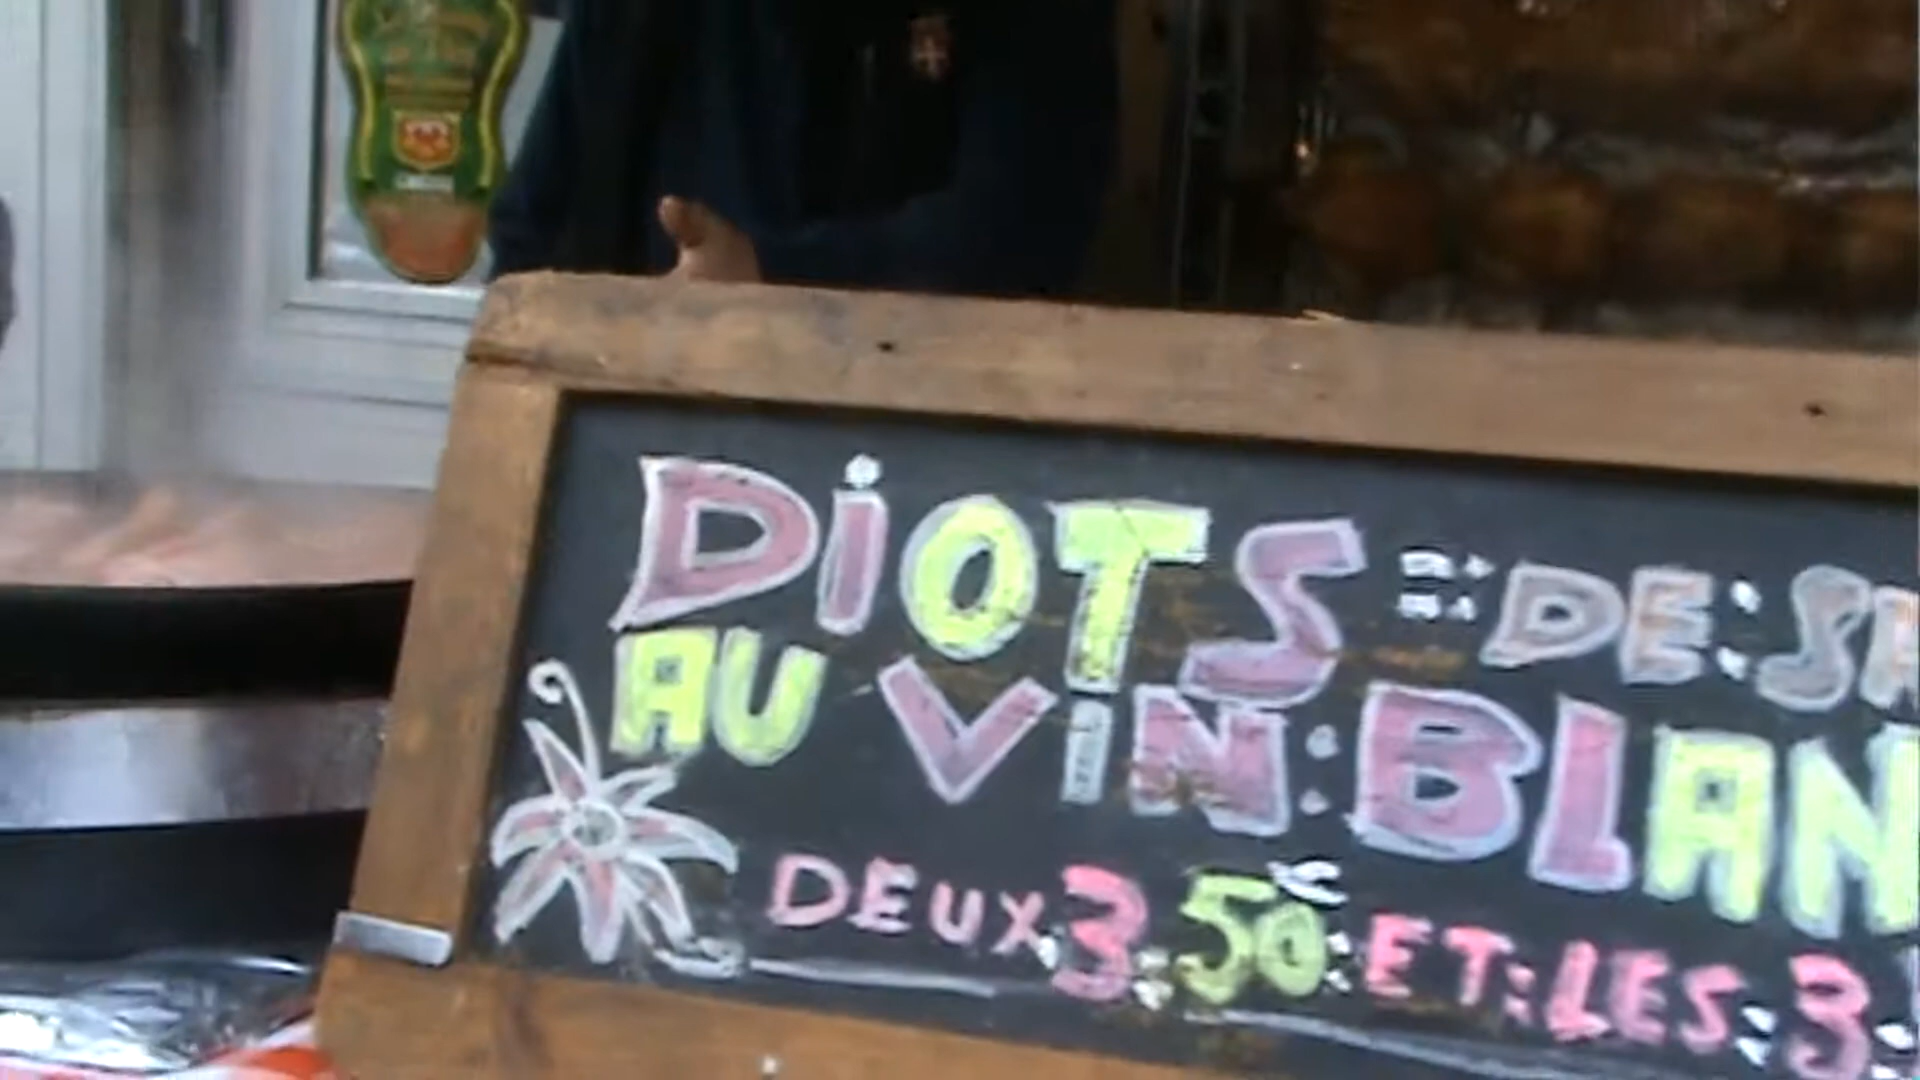 DiOTS :: DE: S
AU ViN: BLAN
DEUX 3.50€: ET: LES: 3